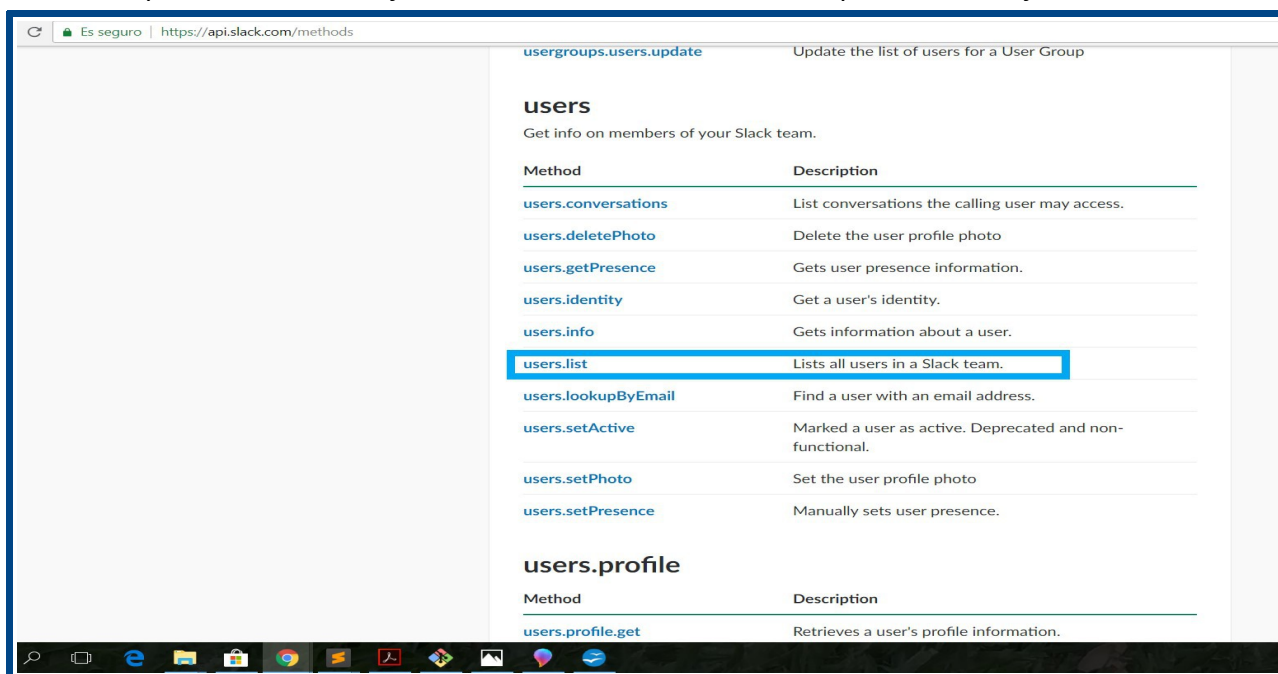 Es seguro | https://api.slack.com/methods
usergroups.users.update Update the list of users for a User Group
users
Get info on members of your Slack team.
Method Description
users.conversations List conversations the calling user may access.
users.deletePhoto Delete the user profile photo
users.getPresence Gets user presence information.
users.identity Get a user's identity.
users.info Gets information about a user.
users.list Lists all users in a Slack team.
users.lookupByEmail Find a user with an email address.
users.setActive Marked a user as active. Deprecated and non-
functional.
users.setPhoto Set the user profile photo
users.setPresence Manually sets user presence.
users.profile
Method Description
users.profile.get Retrieves a user's profile information.